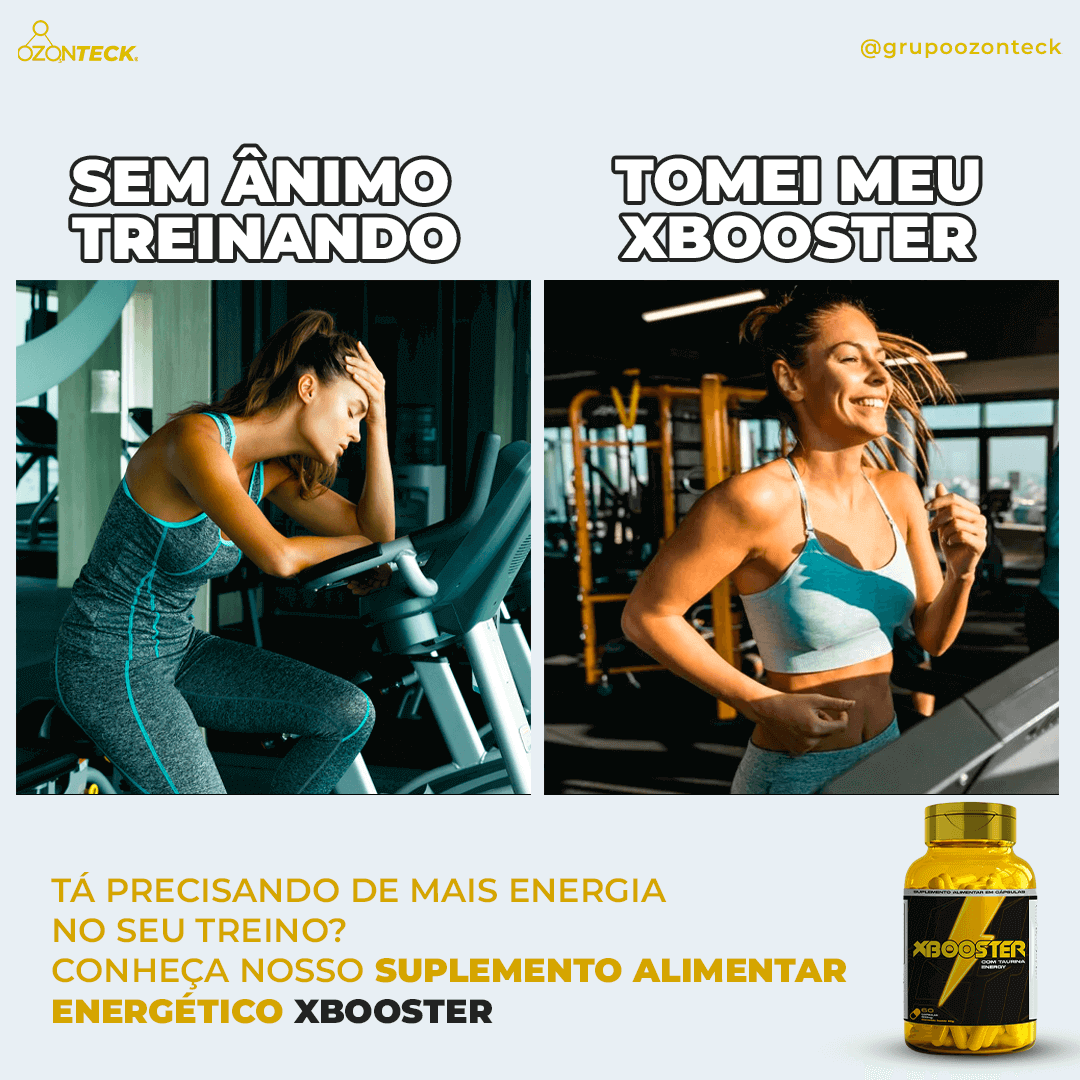 OZONTECK
@grupoozonteck
SEM ÂNIMO
TREINANDO
TOMEI MEU
XBOOSTER
TÁ PRECISANDO DE MAIS ENERGIA
NO SEU TREINO?
CONHEÇA NOSSO SUPLEMENTO ALIMENTAR
ENERGÉTICO XBOOSTER
SUPLEMENTO ALIMENTAR EM CÁPSULAS
XBOOSTER
COM TAURINA
ENERGY
60
CÁPSULAS